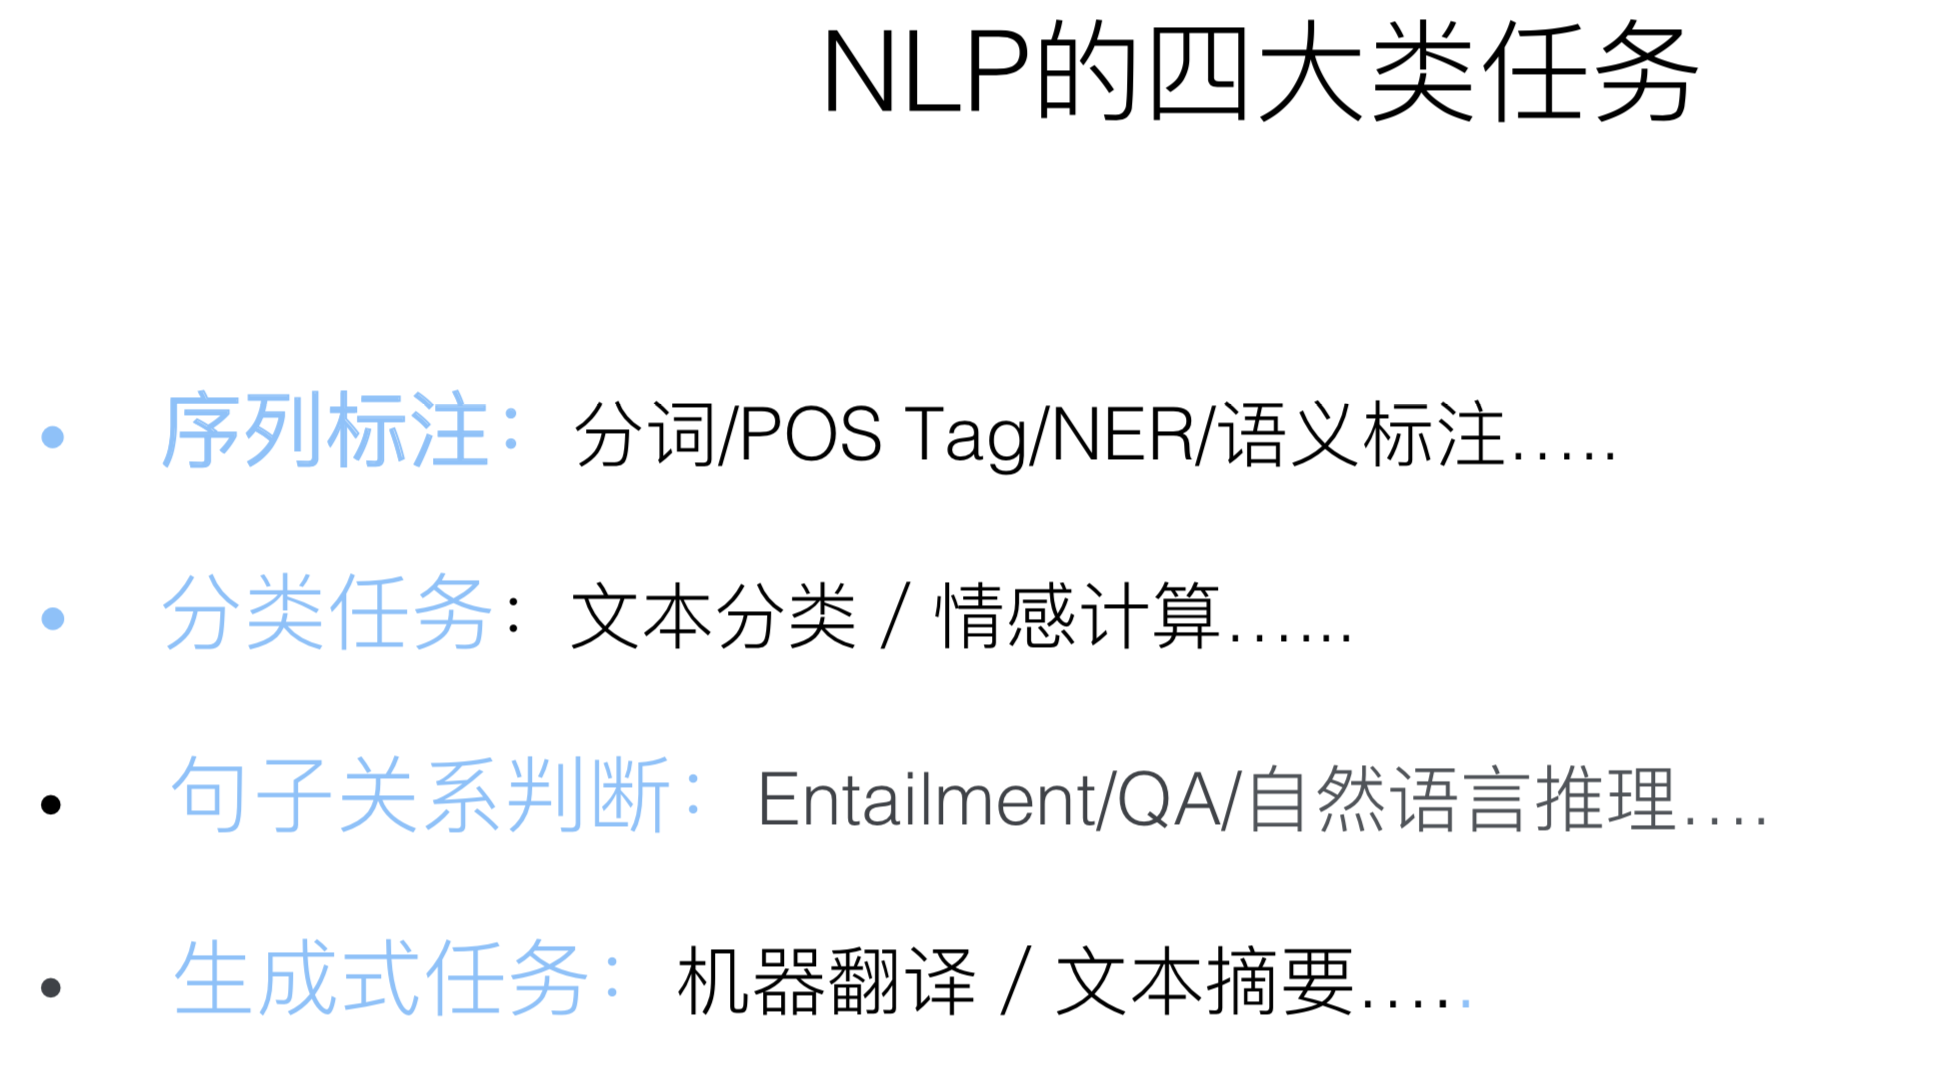 NLP的四大类任务
• 序列标注：分词/POS Tag/NER/语义标注.....
• 分类任务：文本分类 / 情感计算......
• 句子关系判断：Entailment/QA/自然语言推理....
• 生成式任务：机器翻译 / 文本摘要.....